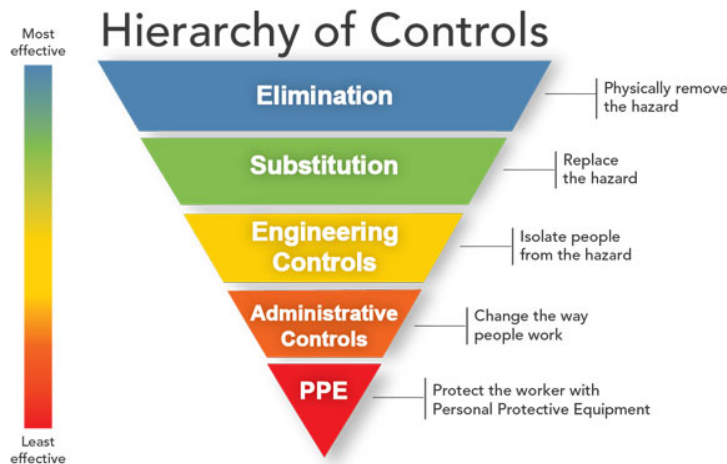 Hierarchy of Controls
Most
effective
Elimination
Physically remove
the hazard
Substitution
Replace
the hazard
Engineering
Controls
Isolate people
from the hazard
Administrative
Controls
Change the way
people work
PPE
Protect the worker with
Personal Protective Equipment
Least
effective